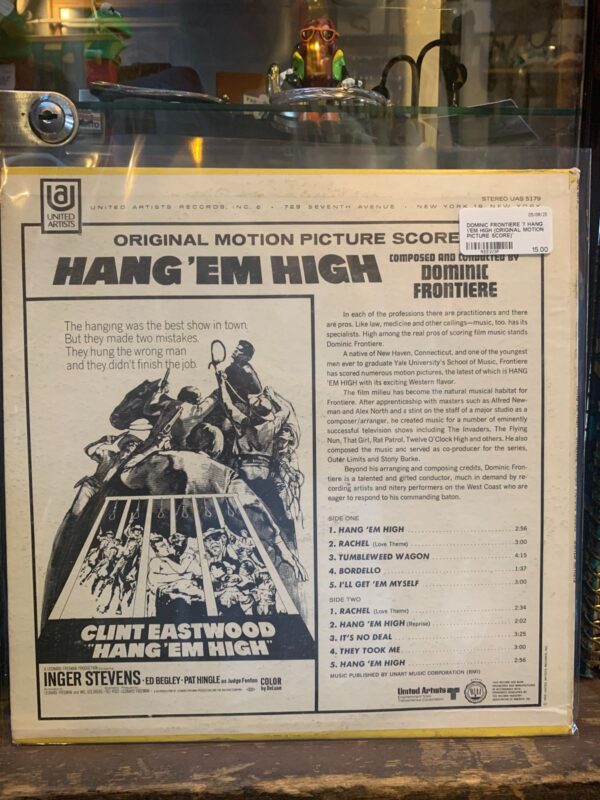 UA
UNITED
ARTISTS
UNITED ARTISTS RECORDS, INC. • 729 SEVENTH AVENUE • NEW YORK 19 NEW YORK
STEREO UAS 5179
05/08/25
DOMINIC FRONTIERE ? HANG
'EM HIGH (ORIGINAL MOTION
PICTURE SCORE)'
15.00
ORIGINAL MOTION PICTURE SCORE
HANG 'EM HIGH
COMPOSED AND CONDUCTED BY
DOMINIC
FRONTIERE
The hanging was the best show in town.
But they made two mistakes.
They hung the wrong man
and they didn't finish the job.
CLINT EASTWOOD
"HANG 'EM HIGH"
A LEONARD FREEMAN PRODUCTION
INGER STEVENS • ED BEGLEY • PAT HINGLE as Judge Fenton
COLOR
by DeLuxe
In each of the professions there are practitioners and there
are pros. Like law, medicine and other callings—music, too, has its
specialists. High among the real pros of scoring film music stands
Dominic Frontiere.
A native of New Haven, Connecticut, and one of the youngest
men ever to graduate Yale University's School of Music, Frontiere
has scored numerous motion pictures, the latest of which is HANG
'EM HIGH with its exciting Western flavor.
The film milieu has become the natural musical habitat for
Frontiere. After apprenticeship with masters such as Alfred New-
man and Alex North and a stint on the staff of a major studio as a
composer/arranger, he created music for a number of eminently
successful television shows including The Invaders, The Flying
Nun, That Girl, Rat Patrol, Twelve O'Clock High and others. He also
composed the music and served as co-producer for the series,
Outer Limits and Stony Burke.
Beyond his arranging and composing credits, Dominic Fron-
tiere is a talented and gifted conductor, much in demand by re-
cording artists and nitery performers on the West Coast who are
eager to respond to his commanding baton.
SIDE ONE
1. HANG 'EM HIGH 2:56
2. RACHEL (Love Theme) 3:00
3. TUMBLEWEED WAGON 4:15
4. BORDELLO 1:37
5. I'LL GET 'EM MYSELF 3:00
SIDE TWO
1. RACHEL (Love Theme) 2:34
2. HANG 'EM HIGH (Reprise) 2:02
3. IT'S NO DEAL 3:25
4. THEY TOOK ME 3:00
5. HANG 'EM HIGH 2:56
MUSIC PUBLISHED BY UNART MUSIC CORPORATION (BMI)
United Artists
Entertainment from
Transamerica Corporation